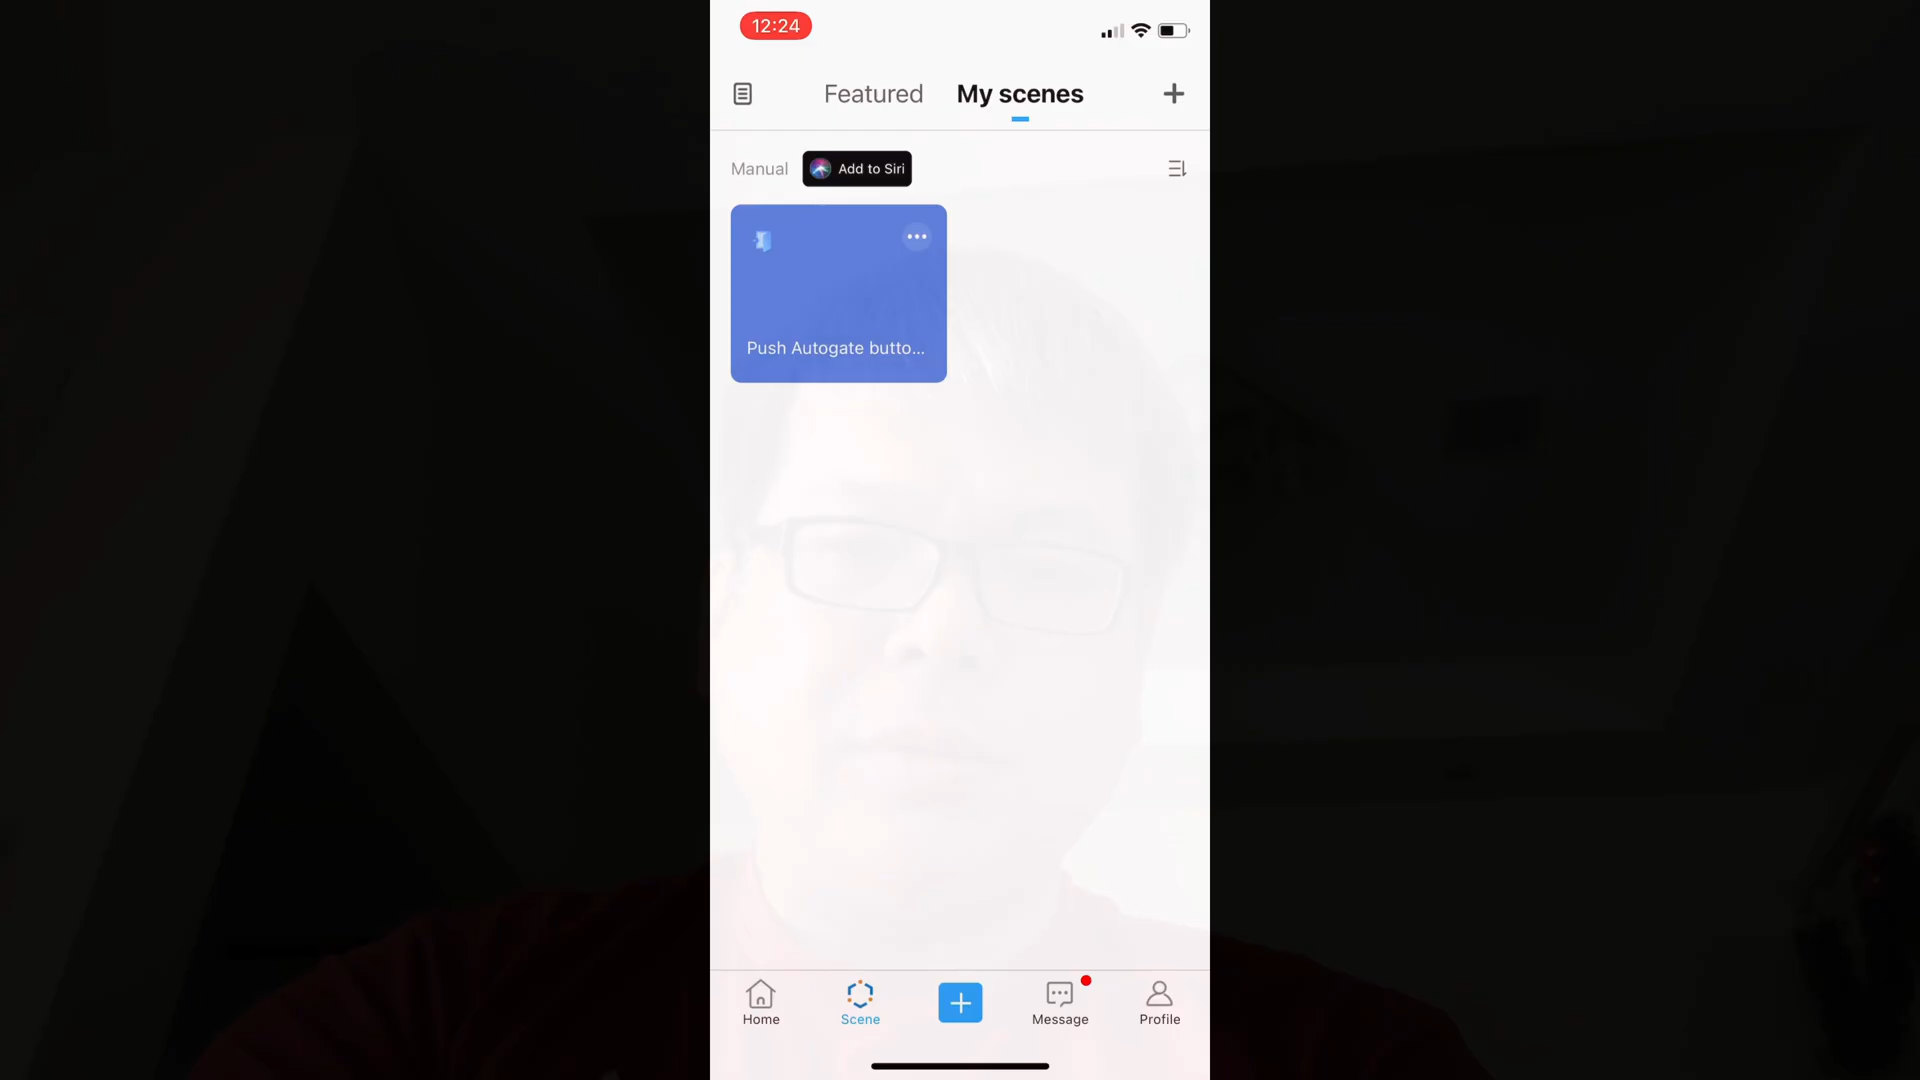 12:24
Featured
My scenes
Manual
Add to Siri
Push Autogate butto...
Home
Scene
Message
Profile